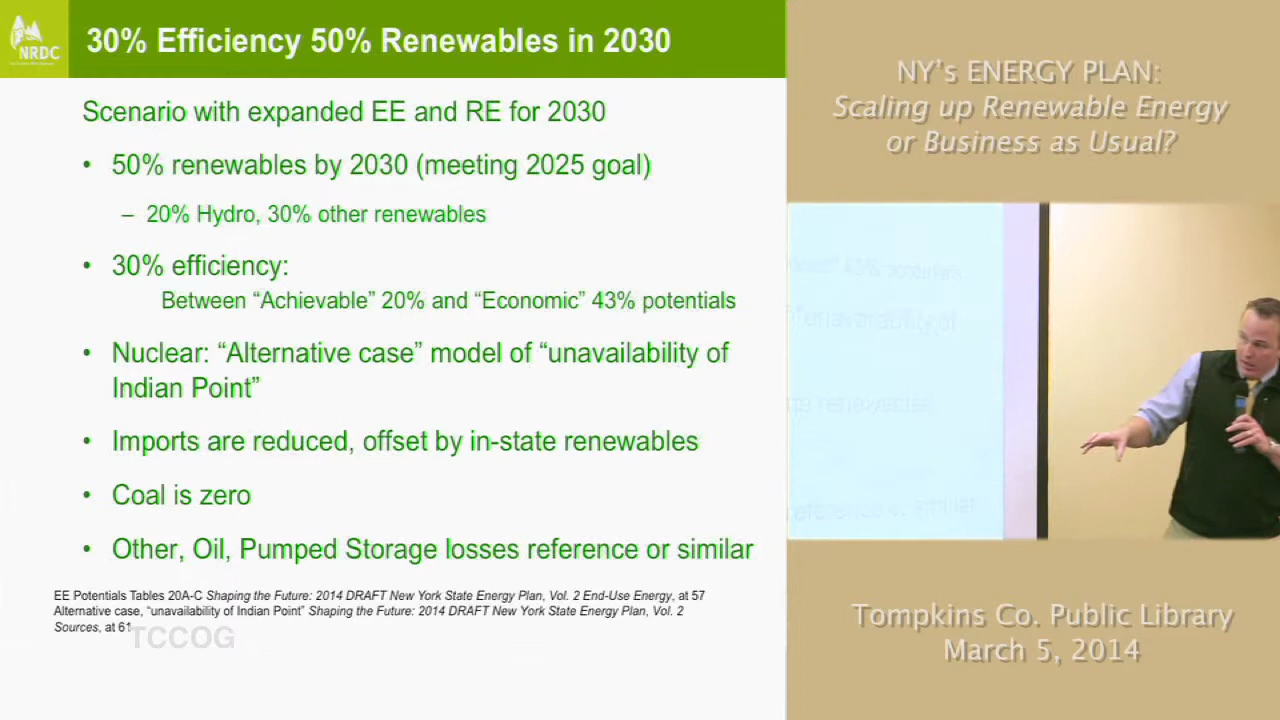 NRDC
30% Efficiency 50% Renewables in 2030
Scenario with expanded EE and RE for 2030
• 50% renewables by 2030 (meeting 2025 goal)
– 20% Hydro, 30% other renewables
• 30% efficiency:
Between “Achievable” 20% and “Economic” 43% potentials
• Nuclear: “Alternative case” model of “unavailability of
Indian Point”
• Imports are reduced, offset by in-state renewables
• Coal is zero
• Other, Oil, Pumped Storage losses reference or similar
EE Potentials Tables 20A-C Shaping the Future: 2014 DRAFT New York State Energy Plan, Vol. 2 End-Use Energy, at 57
Alternative case, “unavailability of Indian Point” Shaping the Future: 2014 DRAFT New York State Energy Plan, Vol. 2
Sources, at 61
TCCOG
NY’s ENERGY PLAN:
Scaling up Renewable Energy
or Business as Usual?
unavailability of
Tompkins Co. Public Library
March 5, 2014